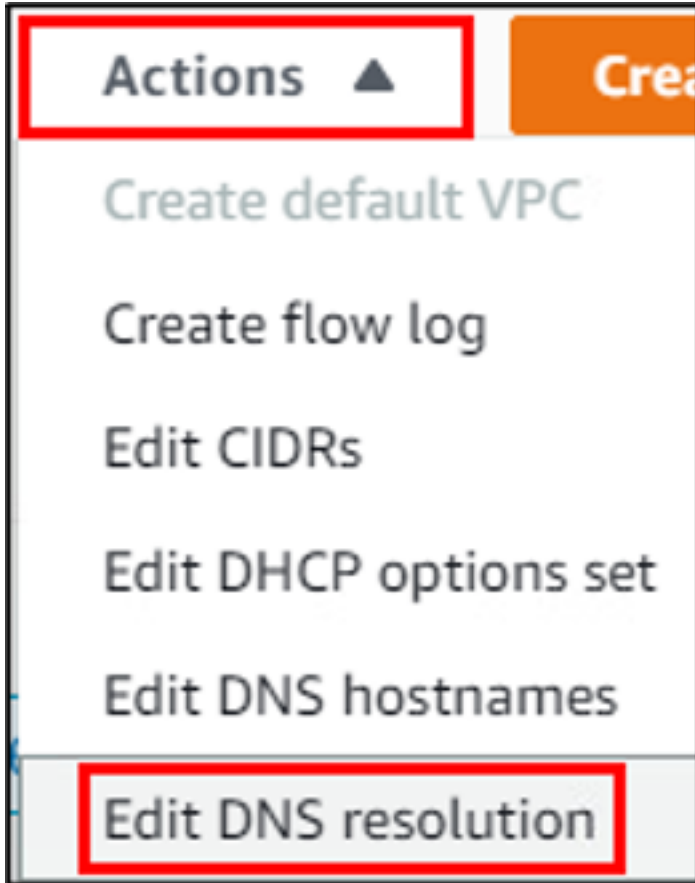 Actions ▲ Crea
Create default VPC
Create flow log
Edit CIDRs
Edit DHCP options set
Edit DNS hostnames
Edit DNS resolution